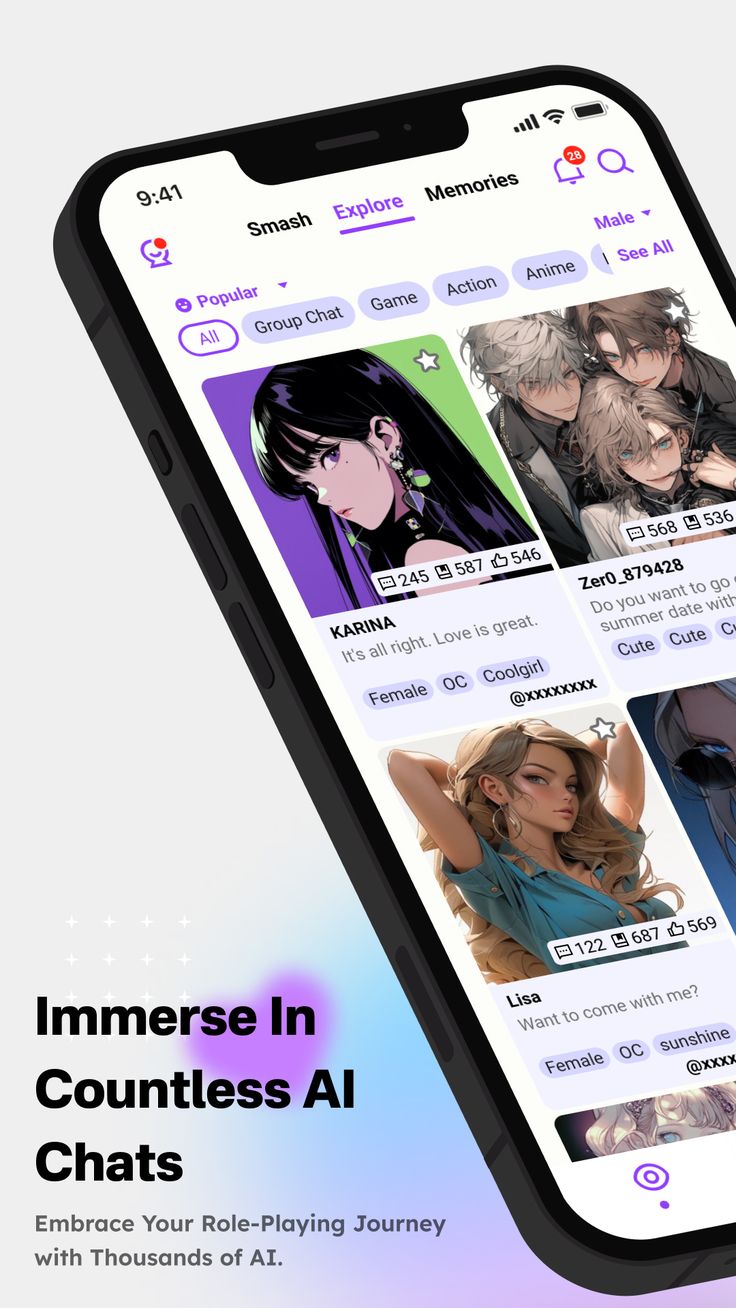 9:41
28
Smash Explore Memories
Male
Popular
See All
All Group Chat Game Action Anime
245 587 546
568 536
KARINA
It's all right. Love is great.
Female OC Coolgirl
@xxxxxxxx
Zer0_879428
Do you want to go
summer date with
Cute Cute
122 687 569
Lisa
Want to come with me?
Female OC sunshine
@xxxx
Immerse In
Countless AI
Chats
Embrace Your Role-Playing Journey
with Thousands of AI.